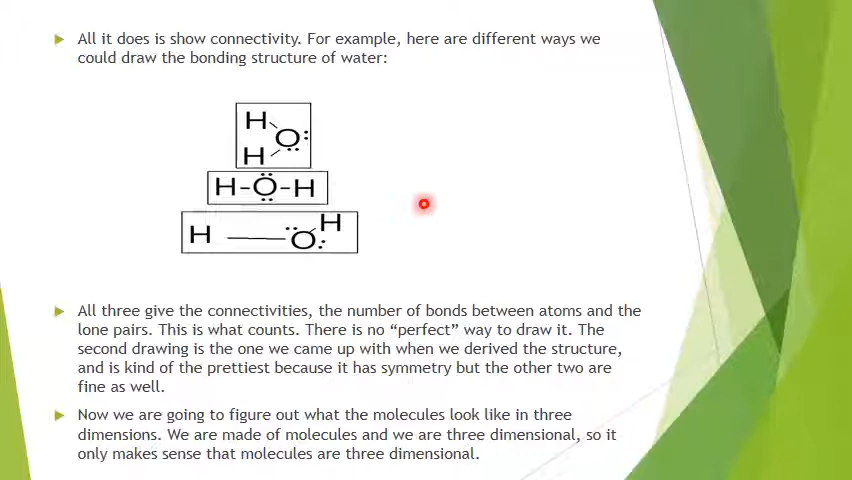 All it does is show connectivity. For example, here are different ways we
could draw the bonding structure of water:
H
O:
H
H-O-H
H
H
O:
All three give the connectivities, the number of bonds between atoms and the
lone pairs. This is what counts. There is no “perfect” way to draw it. The
second drawing is the one we came up with when we derived the structure,
and is kind of the prettiest because it has symmetry but the other two are
fine as well.
Now we are going to figure out what the molecules look like in three
dimensions. We are made of molecules and we are three dimensional, so it
only makes sense that molecules are three dimensional.